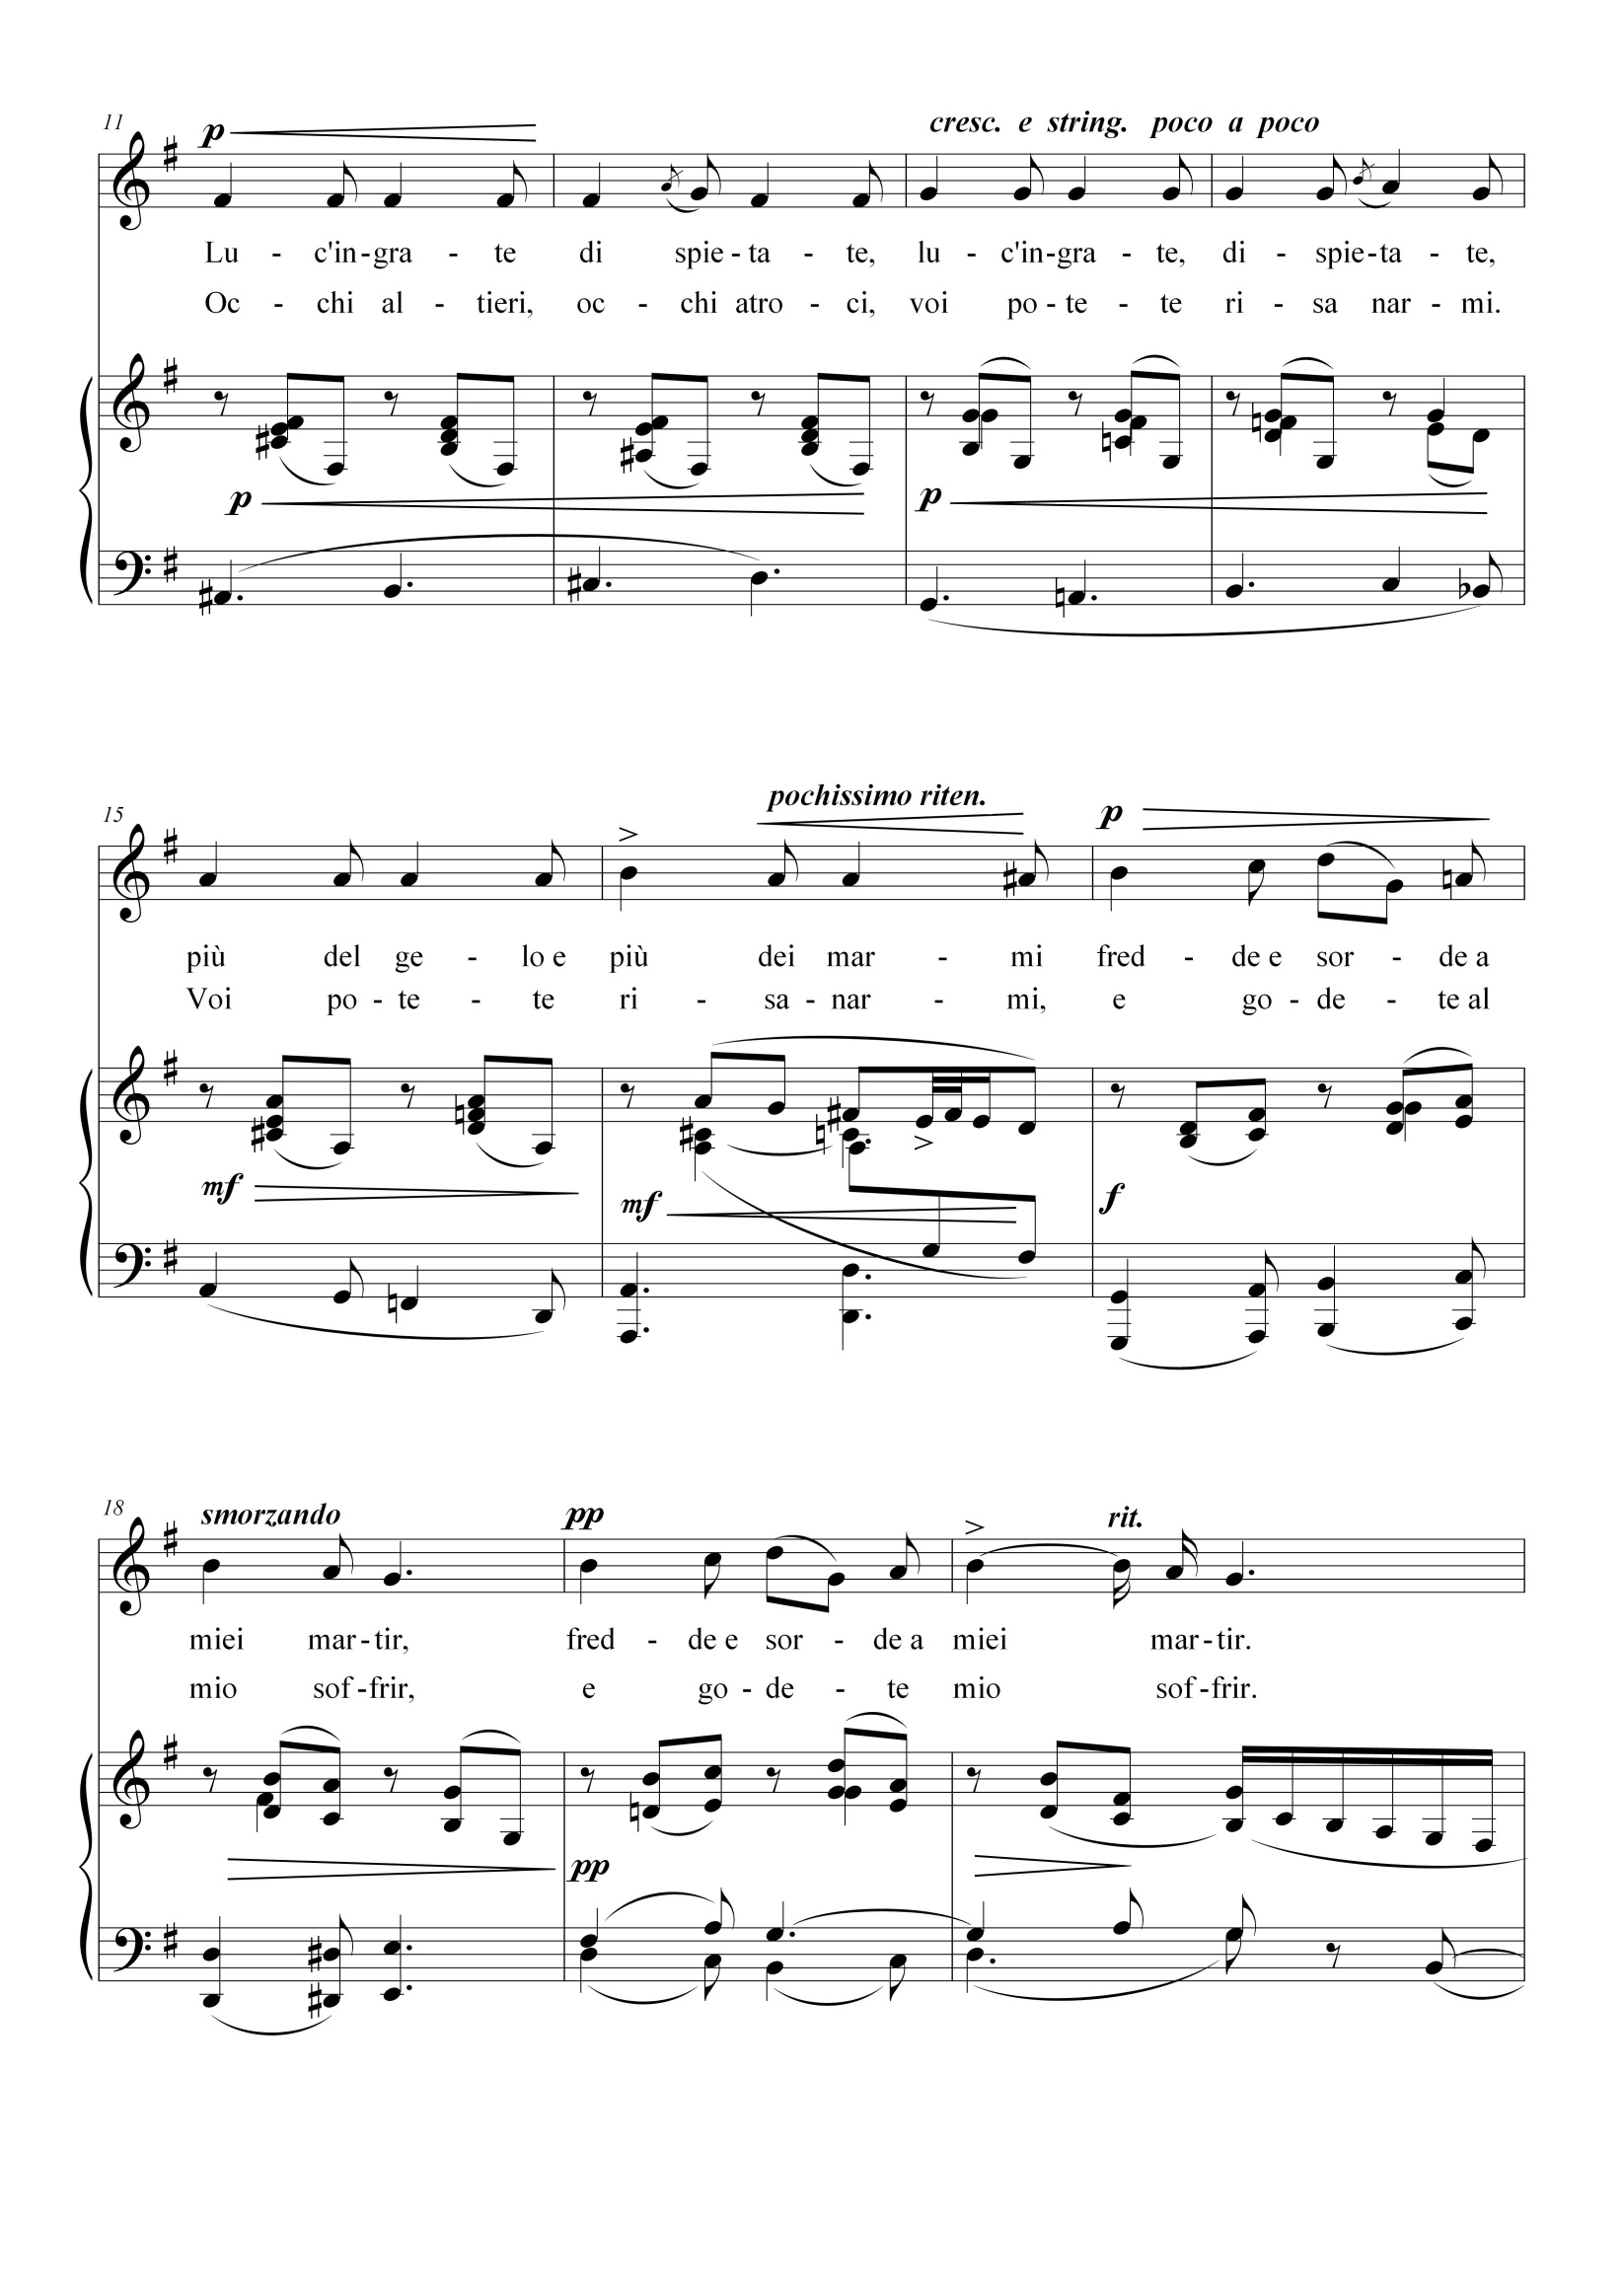 11
p
cresc. e string. poco a poco
Lu - c'in - gra - te di spie - ta - te, lu - c'in - gra - te, di - spie - ta - te,
Oc - chi al - tieri, oc - chi atro - ci, voi po - te - te ri - sa nar - mi.
p p
15
pochissimo riten.
p
più del ge - lo e più dei mar - mi fred - de e sor - de a
Voi po - te - te ri - sa - nar - mi, e go - de - te al
mf mf f
18
smorzando pp rit.
miei mar - tir, fred - de e sor - de a miei mar - tir.
mio sof - frir, e go - de - te mio sof - frir.
pp